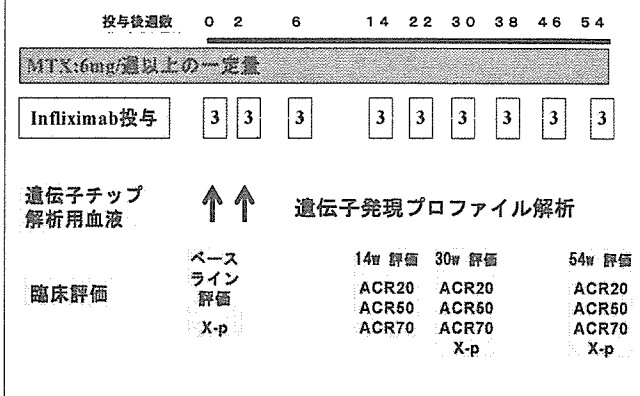 投与後週数 0 2 6 14 22 30 38 46 54
MTX:6mg/週以上の一定量
Infliximab投与 3 3 3 3 3 3 3 3 3
遺伝子チップ
解析用血液
遺伝子発現プロファイル解析
臨床評価
ベース
ライン
評価
X-p
14w 評価
ACR20
ACR50
ACR70
30w 評価
ACR20
ACR50
ACR70
X-p
54w 評価
ACR20
ACR50
ACR70
X-p